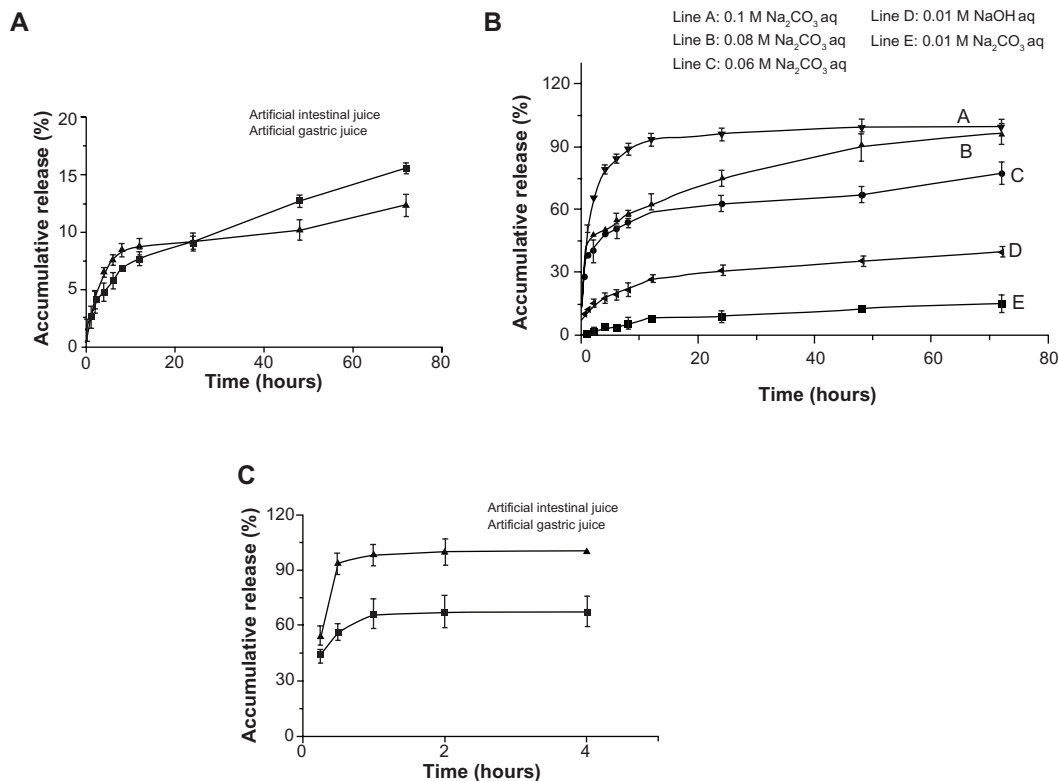 A
Artificial intestinal juice
Artificial gastric juice
20
15
10
5
0
0 20 40 60 80
Accumulative release (%)
Time (hours)
B
Line A: 0.1 M Na₂CO₃ aq
Line B: 0.08 M Na₂CO₃ aq
Line C: 0.06 M Na₂CO₃ aq
Line D: 0.01 M NaOH aq
Line E: 0.01 M Na₂CO₃ aq
120
90
60
30
0
0 20 40 60 80
Accumulative release (%)
Time (hours)
A
B
C
D
E
C
Artificial intestinal juice
Artificial gastric juice
120
90
60
30
0
0 2 4
Accumulative release (%)
Time (hours)